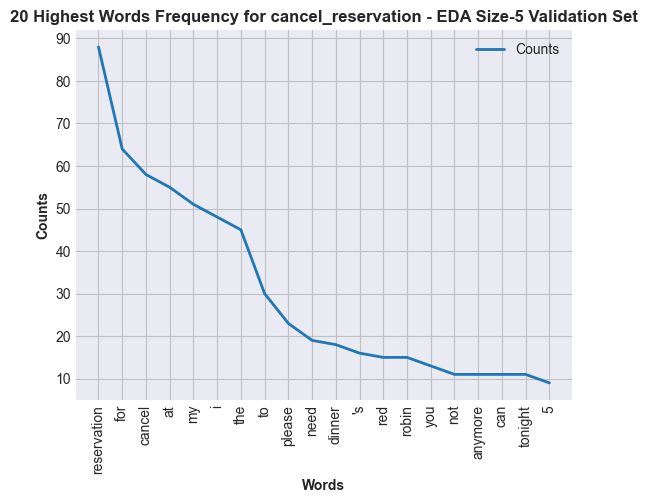 20 Highest Words Frequency for cancel_reservation - EDA Size-5 Validation Set
Counts
90
80
70
60
50
40
30
20
10
Counts
reservation
for
cancel
at
my
i
the
to
please
need
dinner
's
red
robin
you
not
anymore
can
tonight
5
Words